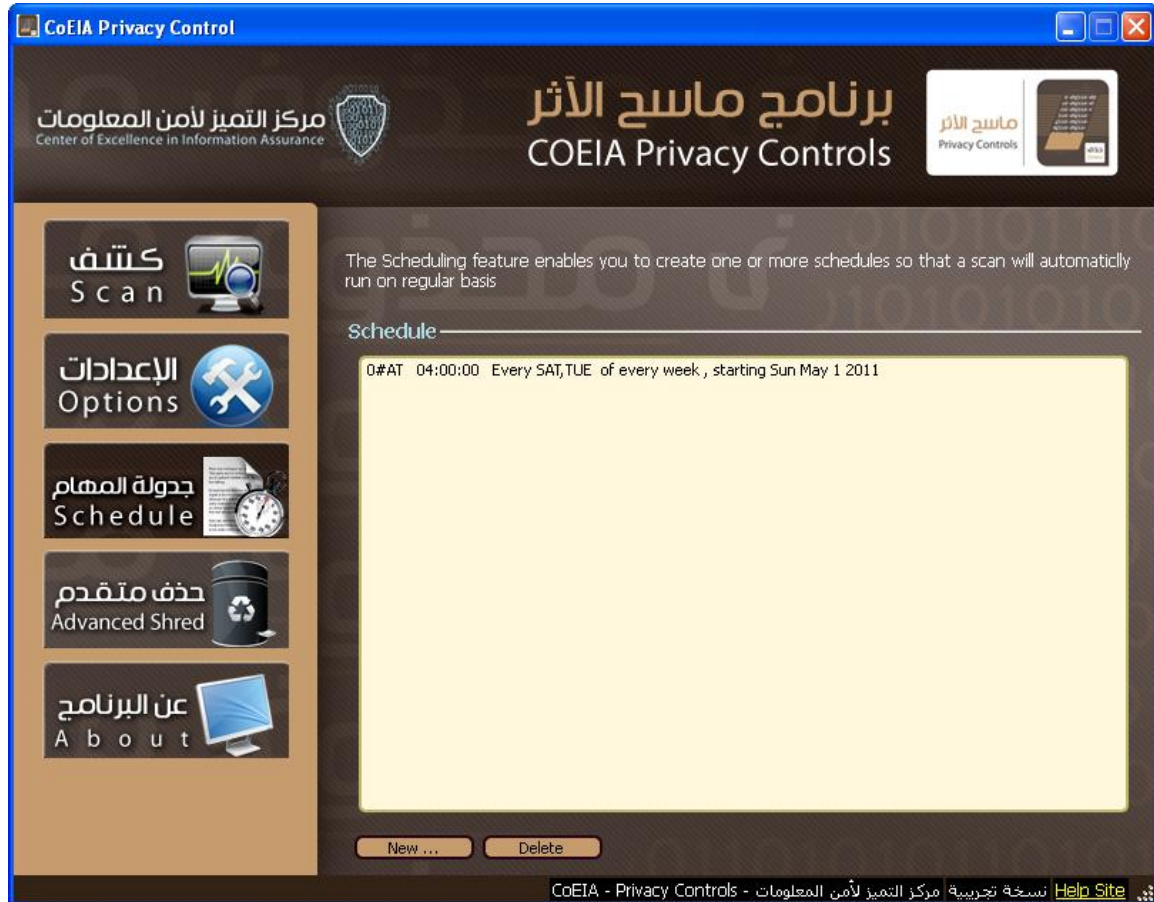 CoEIA Privacy Control
مركز التميز لأمن المعلومات
Center of Excellence in Information Assurance
برنامج ماسح الأثر
COEIA Privacy Controls
ماسح الأثر
Privacy Controls
كشف
Scan
الإعدادات
Options
جدولة المهام
Schedule
حذف متقدم
Advanced Shred
عن البرنامج
About
The Scheduling feature enables you to create one or more schedules so that a scan will automaticlly
run on regular basis
Schedule
0#AT 04:00:00 Every SAT,TUE of every week , starting Sun May 1 2011
New ...
Delete
CoEIA - Privacy Controls - مركز التميز لأمن المعلومات
نسخة تجريبية
Help Site